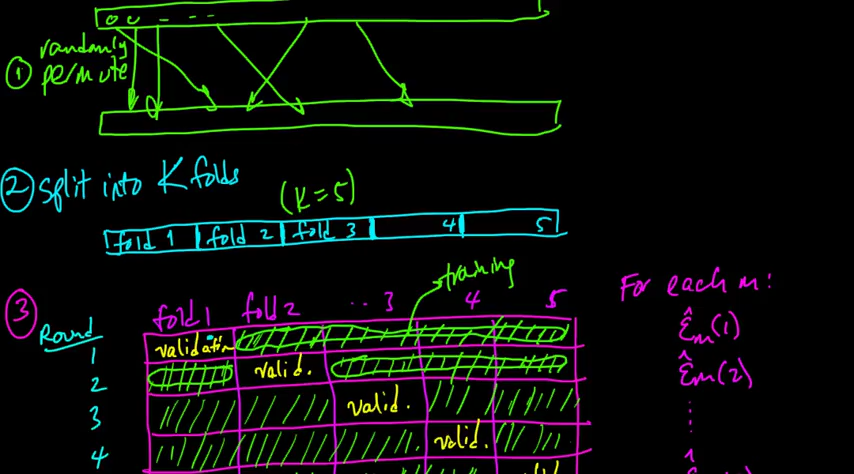 ① randomly
permute
② split into K folds
(K=5)
fold 1 fold 2 fold 3 4 5
training
③ fold 1 fold 2 .. 3 4 5
For each m:
Round
1 validation
Ê_m(1)
2 valid.
Ê_m(2)
3 valid.
⋮
4 valid.